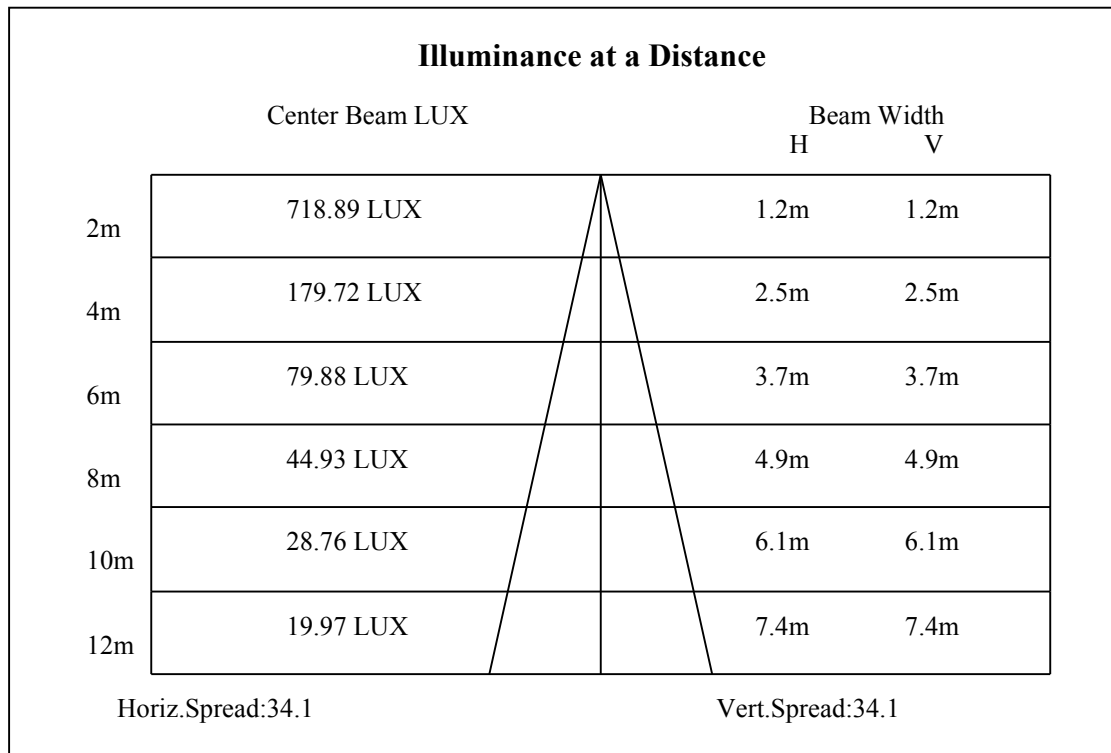 Illuminance at a Distance
Center Beam LUX Beam Width
H V
718.89 LUX 1.2m 1.2m
2m
179.72 LUX 2.5m 2.5m
4m
79.88 LUX 3.7m 3.7m
6m
44.93 LUX 4.9m 4.9m
8m
28.76 LUX 6.1m 6.1m
10m
19.97 LUX 7.4m 7.4m
12m
Horiz.Spread:34.1 Vert.Spread:34.1